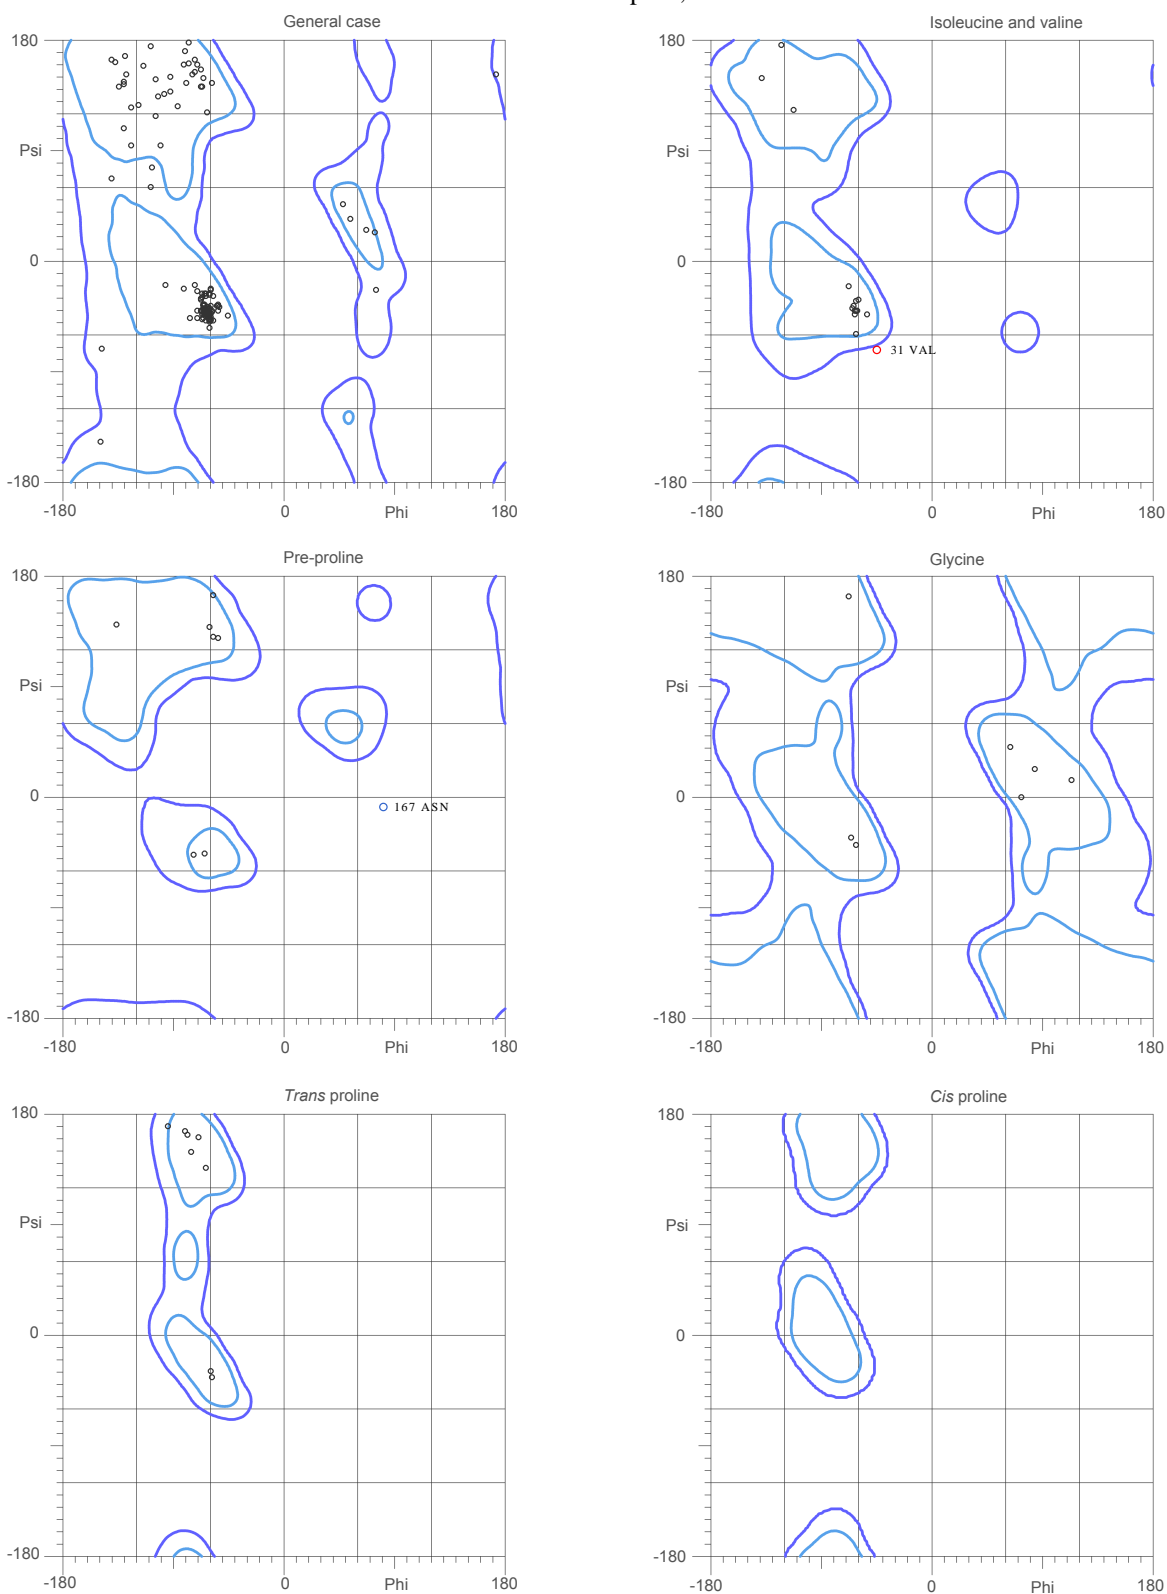 General case
180
Psi
0
-180
-180
0
Phi
180
Isoleucine and valine
180
Psi
0
31 VAL
-180
-180
0
Phi
180
Pre-proline
180
Psi
0
167 ASN
-180
-180
0
Phi
180
Glycine
180
Psi
0
-180
-180
0
Phi
180
Trans proline
180
Psi
0
-180
-180
0
Phi
180
Cis proline
180
Psi
0
-180
-180
0
Phi
180